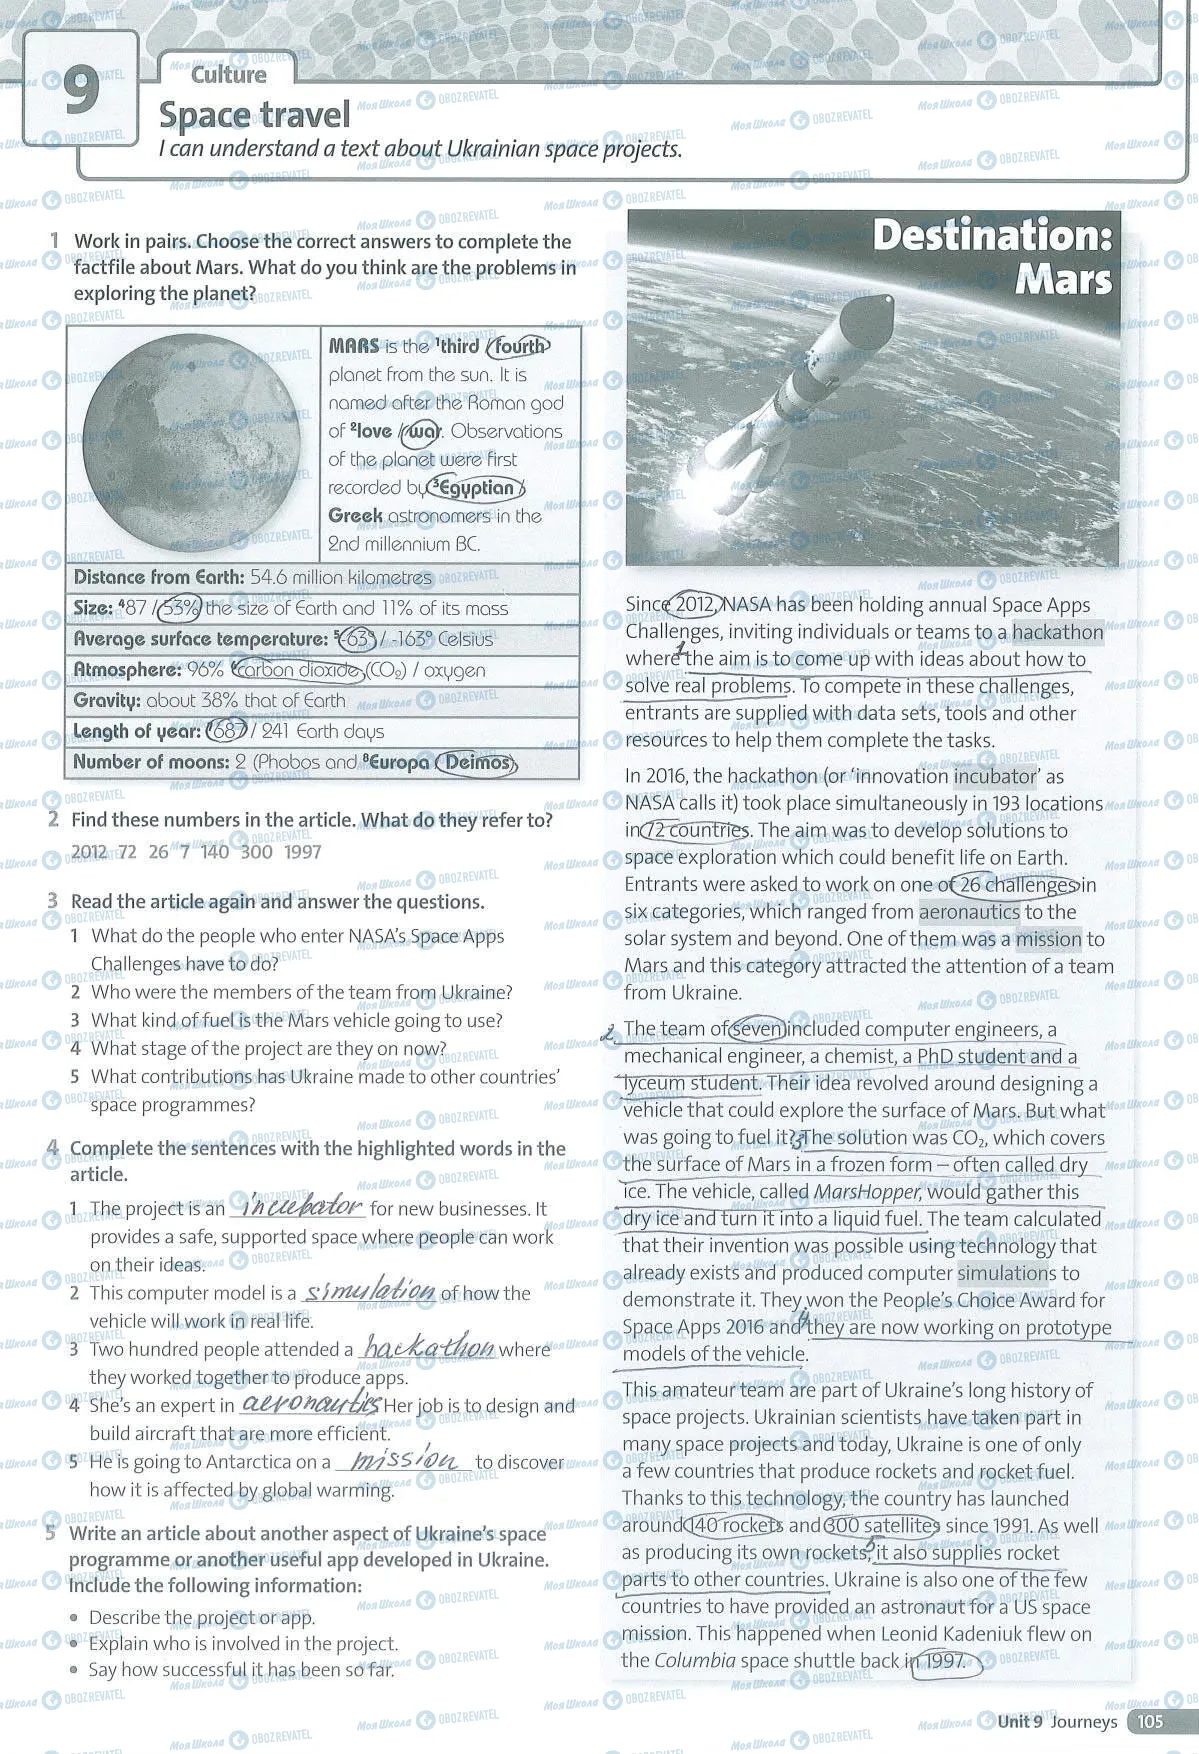 9
Culture
Space travel
I can understand a text about Ukrainian space projects.
1 Work in pairs. Choose the correct answers to complete the
factfile about Mars. What do you think are the problems in
exploring the planet?
MARS is the ¹third / fourth
planet from the sun. It is
named after the Roman god
of ²love / war. Observations
of the planet were first
recorded by ³Egyptian /
Greek astronomers in the
2nd millennium BC.
Distance from Earth: 54.6 million kilometres
Size: ⁴87 / 53% the size of Earth and 11% of its mass
Average surface temperature: ⁵-63° / -163° Celsius
Atmosphere: 96% ⁶carbon dioxide (CO₂) / oxygen
Gravity: about 38% that of Earth
Length of year: ⁷687 / 241 Earth days
Number of moons: 2 (Phobos and ⁸Europa / Deimos)
2 Find these numbers in the article. What do they refer to?
2012 72 26 7 140 300 1997
3 Read the article again and answer the questions.
1 What do the people who enter NASA's Space Apps
Challenges have to do?
2 Who were the members of the team from Ukraine?
3 What kind of fuel is the Mars vehicle going to use?
4 What stage of the project are they on now?
5 What contributions has Ukraine made to other countries'
space programmes?
4 Complete the sentences with the highlighted words in the
article.
1 The project is an incubator for new businesses. It
provides a safe, supported space where people can work
on their ideas.
2 This computer model is a simulation of how the
vehicle will work in real life.
3 Two hundred people attended a hackathon where
they worked together to produce apps.
4 She's an expert in aeronautics Her job is to design and
build aircraft that are more efficient.
5 He is going to Antarctica on a mission to discover
how it is affected by global warming.
5 Write an article about another aspect of Ukraine's space
programme or another useful app developed in Ukraine.
Include the following information:
• Describe the project or app.
• Explain who is involved in the project.
• Say how successful it has been so far.
Destination:
Mars
Since 2012, NASA has been holding annual Space Apps
Challenges, inviting individuals or teams to a hackathon
where 1 the aim is to come up with ideas about how to
solve real problems. To compete in these challenges,
entrants are supplied with data sets, tools and other
resources to help them complete the tasks.
In 2016, the hackathon (or 'innovation incubator' as
NASA calls it) took place simultaneously in 193 locations
in 72 countries. The aim was to develop solutions to
space exploration which could benefit life on Earth.
Entrants were asked to work on one of 26 challenges in
six categories, which ranged from aeronautics to the
solar system and beyond. One of them was a mission to
Mars and this category attracted the attention of a team
from Ukraine.
2. The team of seven included computer engineers, a
mechanical engineer, a chemist, a PhD student and a
lyceum student. Their idea revolved around designing a
vehicle that could explore the surface of Mars. But what
was going to fuel it? 3 The solution was CO₂, which covers
the surface of Mars in a frozen form – often called dry
ice. The vehicle, called MarsHopper, would gather this
dry ice and turn it into a liquid fuel. The team calculated
that their invention was possible using technology that
already exists and produced computer simulations to
demonstrate it. They won the People's Choice Award for
Space Apps 2016 and 4 they are now working on prototype
models of the vehicle.
This amateur team are part of Ukraine's long history of
space projects. Ukrainian scientists have taken part in
many space projects and today, Ukraine is one of only
a few countries that produce rockets and rocket fuel.
Thanks to this technology, the country has launched
around 140 rockets and 300 satellites since 1991. As well
as producing its own rockets, 5 it also supplies rocket
parts to other countries. Ukraine is also one of the few
countries to have provided an astronaut for a US space
mission. This happened when Leonid Kadeniuk flew on
the Columbia space shuttle back in 1997.
Unit 9 Journeys 105
Моя Школа OBOZREVATEL